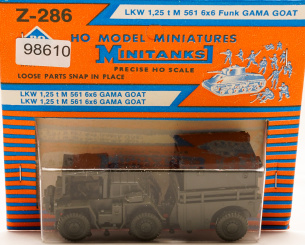 Z-286
LKW 1,25 t M 561 6x6 Funk GAMA GOAT
98610
HO MODEL MINIATURES
MINITANKS
PRECISE HO SCALE
LOOSE PARTS SNAP IN PLACE
LKW 1,25 t M 561 6x6 GAMA GOAT
LKW 1,25 t M 561 6x6 GAMA GOAT